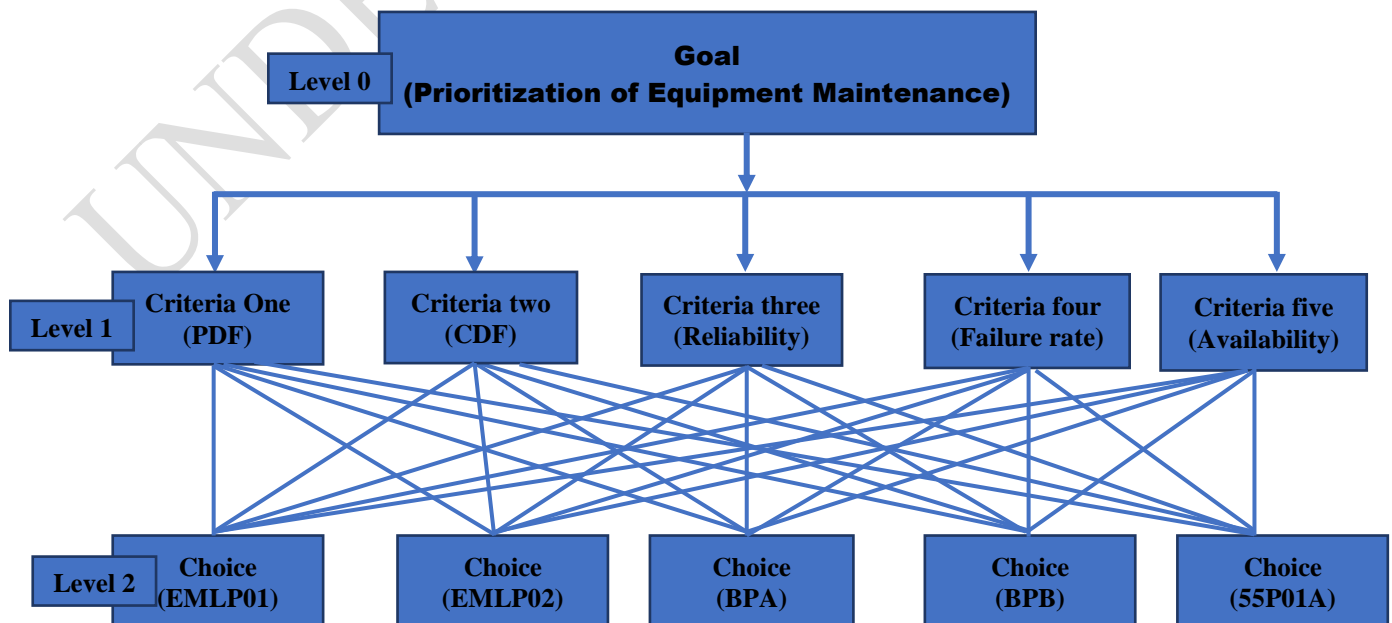 Goal
(Prioritization of Equipment Maintenance)
Level 0
Criteria One
(PDF)
Criteria two
(CDF)
Criteria three
(Reliability)
Criteria four
(Failure rate)
Criteria five
(Availability)
Level 1
Choice
(EMLP01)
Choice
(EMLP02)
Choice
(BPA)
Choice
(BPB)
Choice
(55P01A)
Level 2